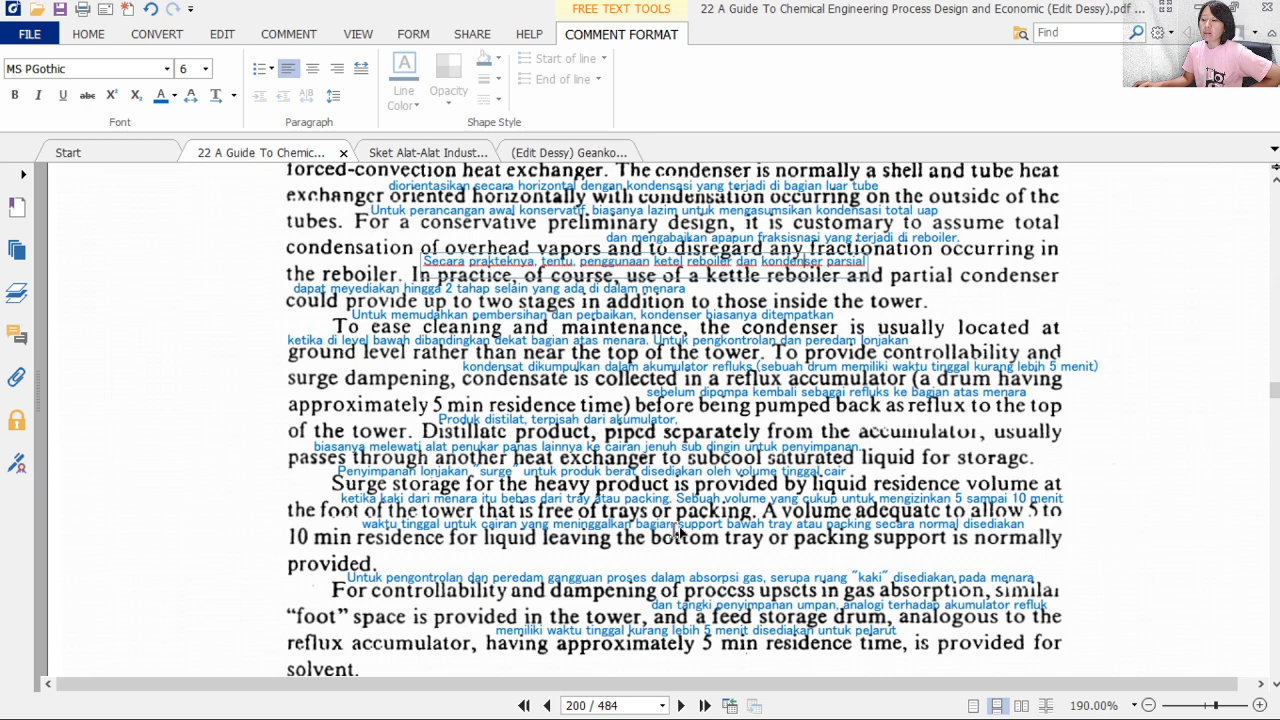 FREE TEXT TOOLS
22 A Guide To Chemical Engineering Process Design and Economic (Edit Dessy).pdf ...
FILE HOME CONVERT EDIT COMMENT VIEW FORM SHARE HELP COMMENT FORMAT Find
MS PGothic 6
Start of line
End of line
Line Color
Opacity
B I U abc X² X₂ A A T
Font Paragraph Shape Style
Start 22 A Guide To Chemic... Sket Alat-Alat Indust... (Edit Dessy) Geanko...
forced-convection heat exchanger. The condenser is normally a shell and tube heat
diorientasikan secara horizontal dengan kondensasi yang terjadi di bagian luar tube
exchanger oriented horizontally with condensation occurring on the outside of the
Untuk perancangan awal konservatif, biasanya lazim untuk mengasumsikan kondensasi total uap
tubes. For a conservative preliminary design, it is customary to assume total
dan mengabaikan apapun fraksisnasi yang terjadi di reboiler.
condensation of overhead vapors and to disregard any fractionation occurring in
Secara prakteknya, tentu, penggunaan ketel reboiler dan kondenser parsial
the reboiler. In practice, of course, use of a kettle reboiler and partial condenser
dapat meyediakan hingga 2 tahap selain yang ada di dalam menara
could provide up to two stages in addition to those inside the tower.
Untuk memudahkan pembersihan dan perbaikan, kondenser biasanya ditempatkan
To ease cleaning and maintenance, the condenser is usually located at
ketika di level bawah dibandingkan dekat bagian atas menara. Untuk pengkontrolan dan peredam lonjakan
ground level rather than near the top of the tower. To provide controllability and
kondensat dikumpulkan dalam akumulator refluks (sebuah drum memiliki waktu tinggal kurang lebih 5 menit)
surge dampening, condensate is collected in a reflux accumulator (a drum having
sebelum dipompa kembali sebagai refluks ke bagian atas menara
approximately 5 min residence time) before being pumped back as reflux to the top
Produk distilat, terpisah dari akumulator,
of the tower. Distillate product, piped separately from the accumulator, usually
biasanya melewati alat penukar panas lainnya ke cairan jenuh sub dingin untuk penyimpanan.
passes through another heat exchanger to subcool saturated liquid for storage.
Penyimpanan lonjakan "surge" untuk produk berat disediakan oleh volume tinggal cair
Surge storage for the heavy product is provided by liquid residence volume at
ketika kaki dari menara itu bebas dari tray atau packing. Sebuah volume yang cukup untuk mengizinkan 5 sampai 10 menit
the foot of the tower that is free of trays or packing. A volume adequate to allow 5 to
waktu tinggal untuk cairan yang meninggalkan bagian support bawah tray atau packing secara normal disediakan
10 min residence for liquid leaving the bottom tray or packing support is normally
provided.
Untuk pengontrolan dan peredam gangguan proses dalam absorpsi gas, serupa ruang "kaki" disediakan pada menara
For controllability and dampening of process upsets in gas absorption, similar
dan tangki penyimpanan umpan, analogi terhadap akumulator refluk
“foot” space is provided in the tower, and a feed storage drum, analogous to the
memiliki waktu tinggal kurang lebih 5 menit disediakan untuk pelarut
reflux accumulator, having approximately 5 min residence time, is provided for
solvent.
200 / 484
190.00%